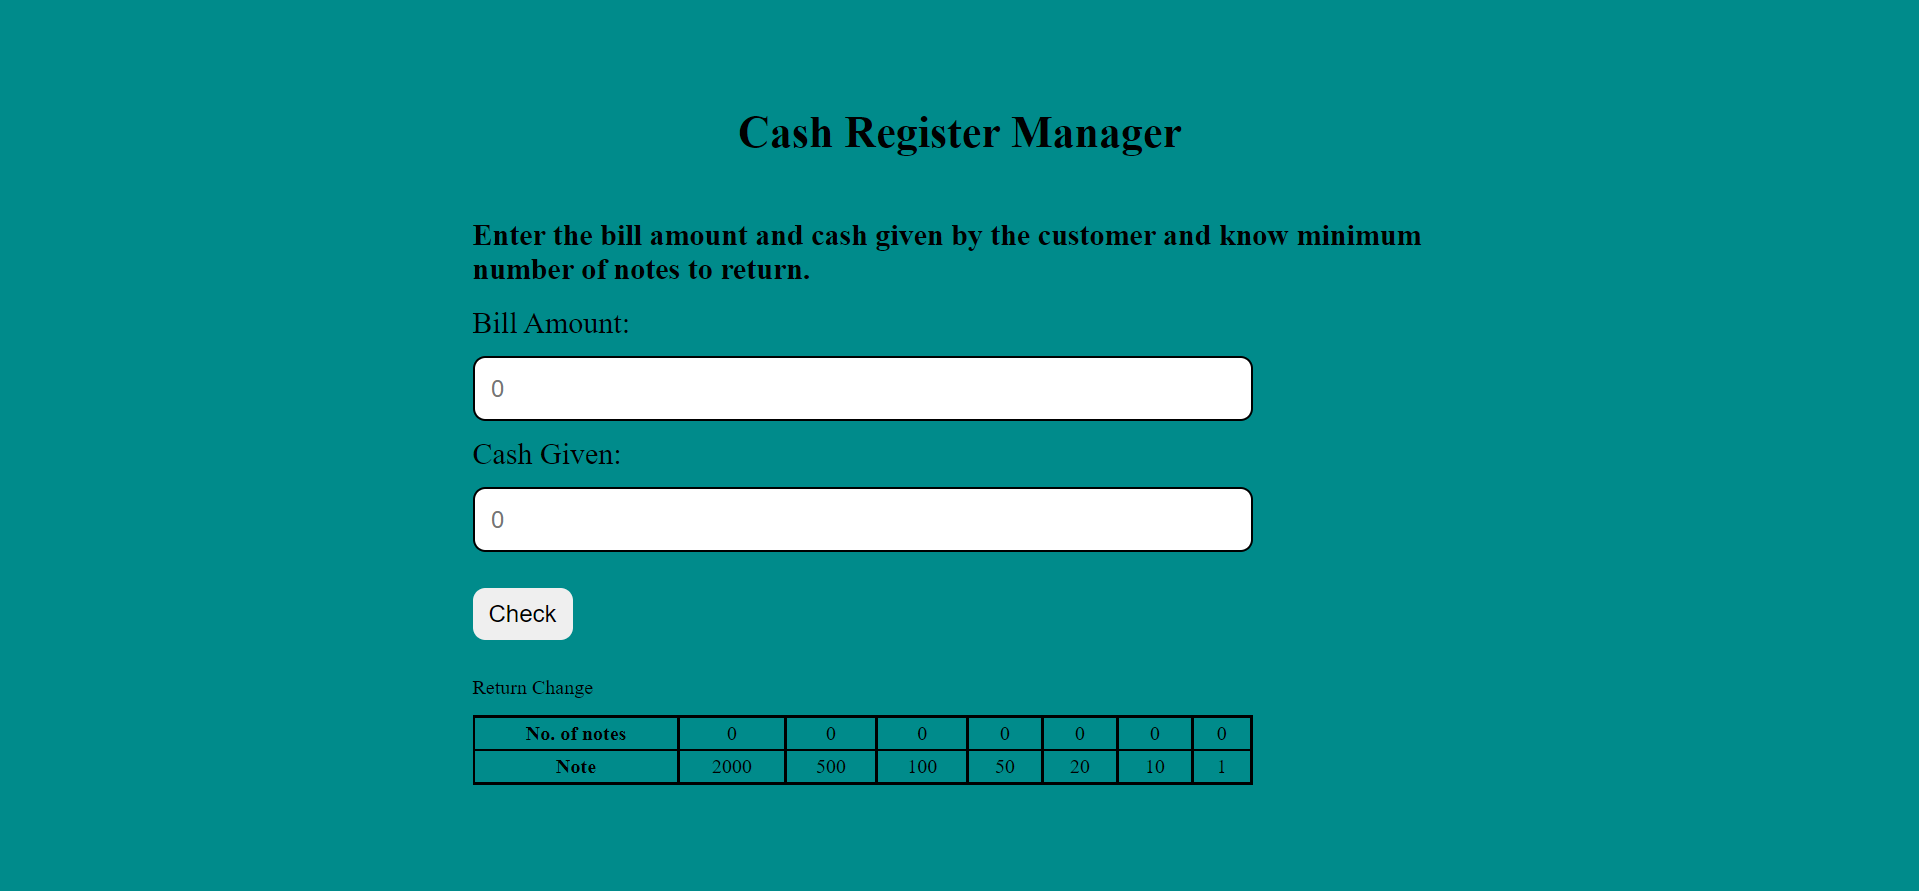 Cash Register Manager
Enter the bill amount and cash given by the customer and know minimum
number of notes to return.
Bill Amount:
0
Cash Given:
0
Check
Return Change
No. of notes 0 0 0 0 0 0 0
Note 2000 500 100 50 20 10 1